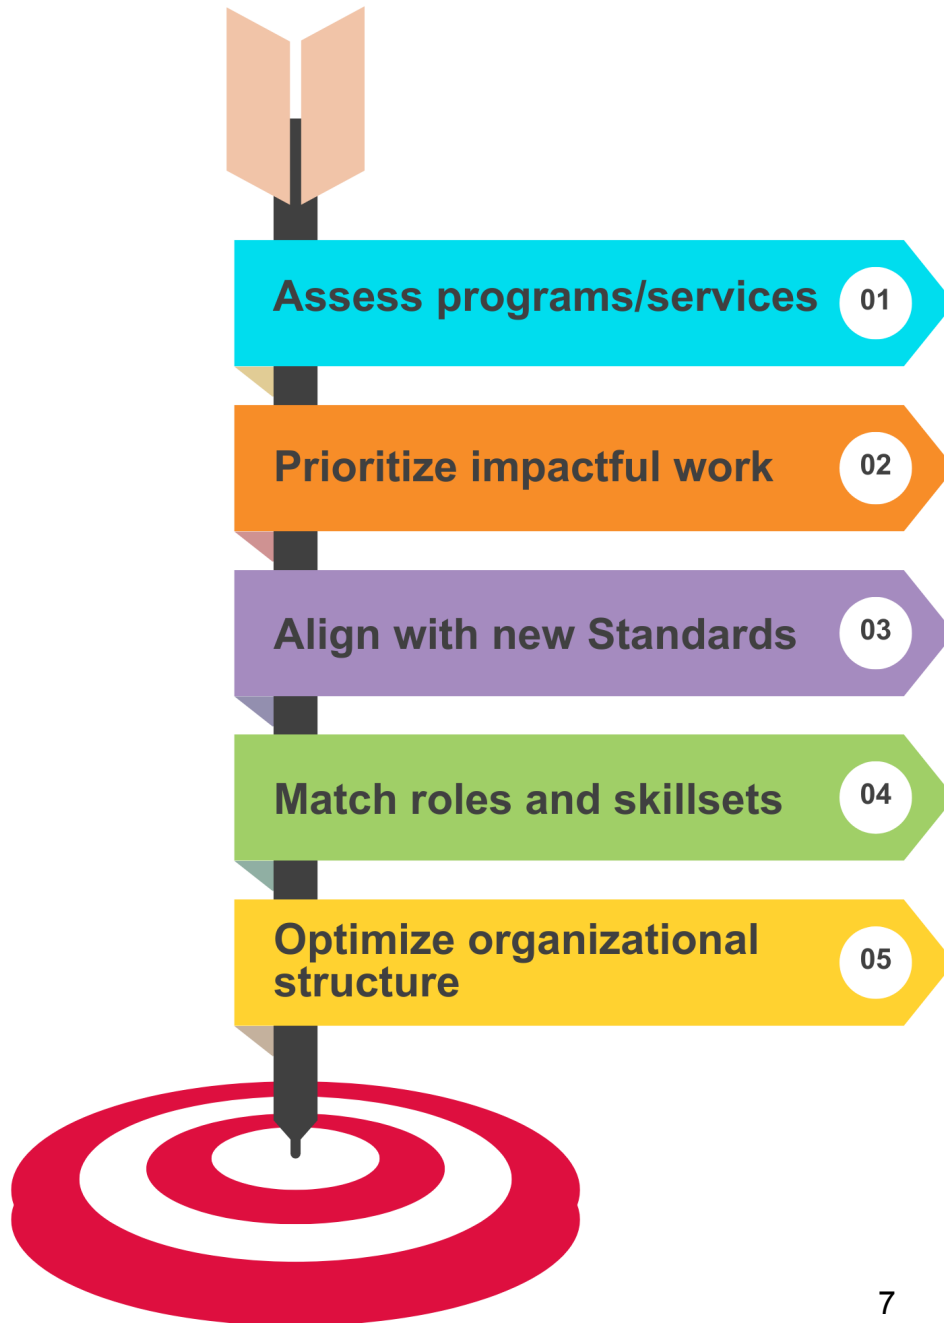 Assess programs/services 01
Prioritize impactful work 02
Align with new Standards 03
Match roles and skillsets 04
Optimize organizational
structure 05
7